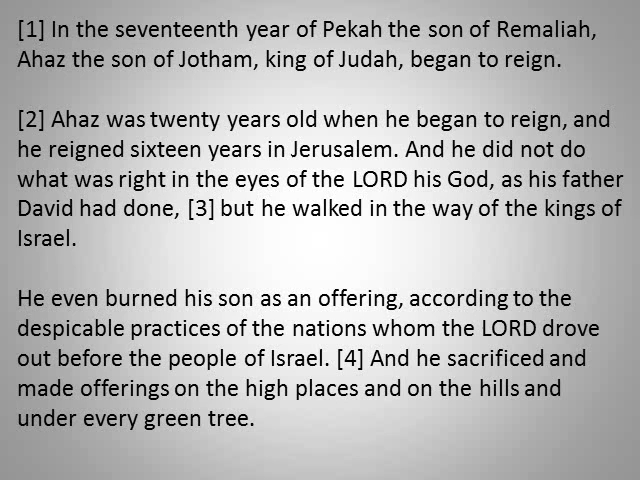 [1] In the seventeenth year of Pekah the son of Remaliah,
Ahaz the son of Jotham, king of Judah, began to reign.
[2] Ahaz was twenty years old when he began to reign, and
he reigned sixteen years in Jerusalem. And he did not do
what was right in the eyes of the LORD his God, as his father
David had done, [3] but he walked in the way of the kings of
Israel.
He even burned his son as an offering, according to the
despicable practices of the nations whom the LORD drove
out before the people of Israel. [4] And he sacrificed and
made offerings on the high places and on the hills and
under every green tree.